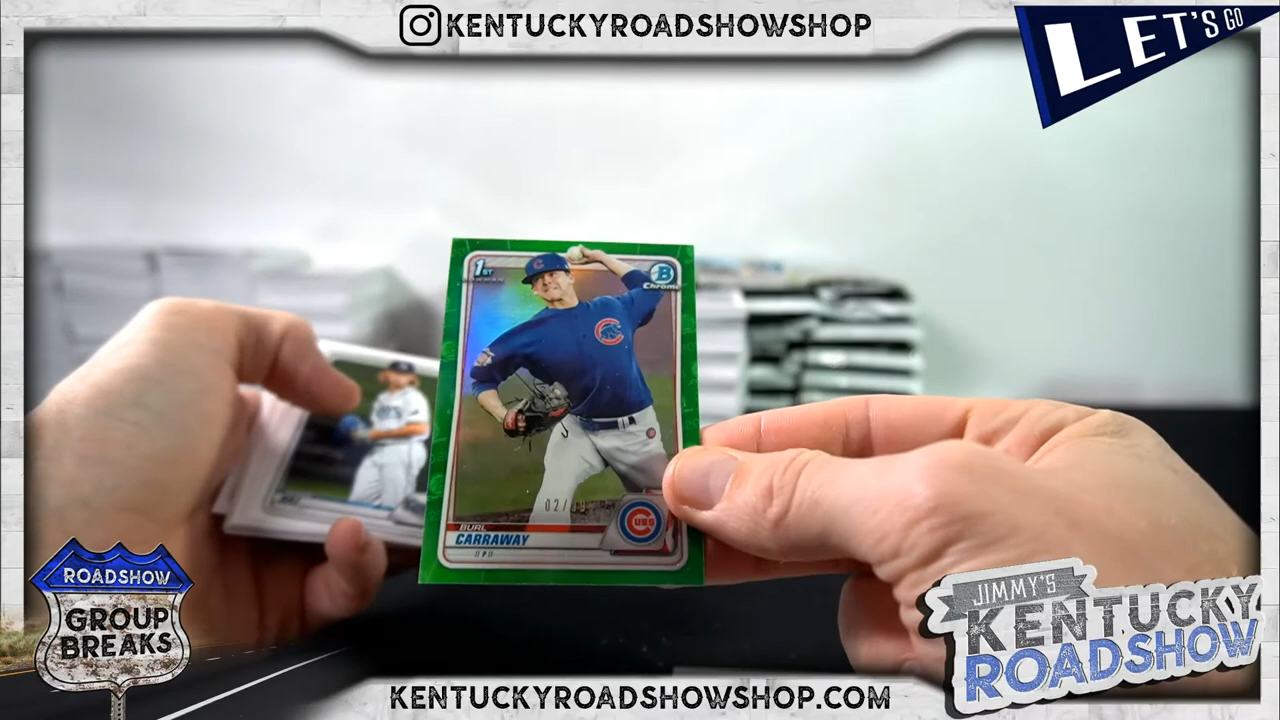 KENTUCKYROADSHOWSHOP
LET'S GO
1ST
B
Chrome
C
BURL
CARRAWAY
P
CUBS
ROADSHOW
GROUP
BREAKS
JIMMY'S
KENTUCKY
ROADSHOW
KENTUCKYROADSHOWSHOP.COM